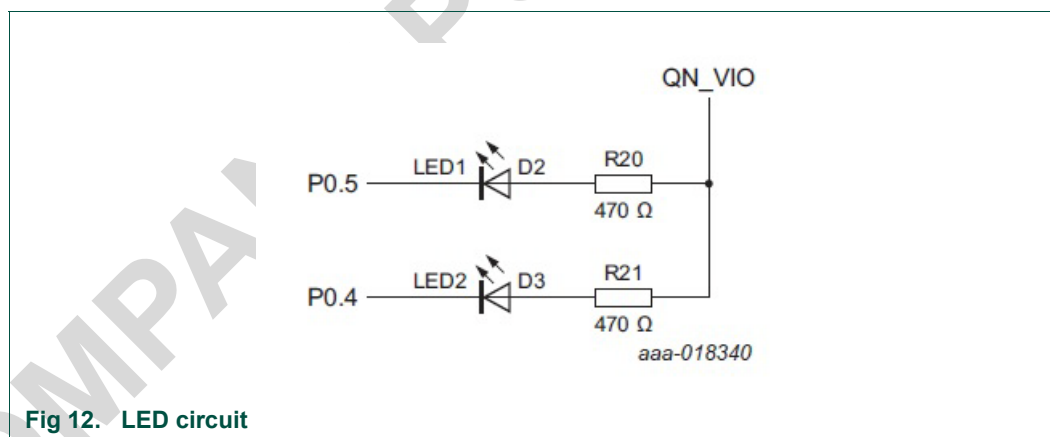 QN_VIO
LED1 D2 R20
P0.5
470 Ω
LED2 D3 R21
P0.4
470 Ω
aaa-018340
Fig 12. LED circuit